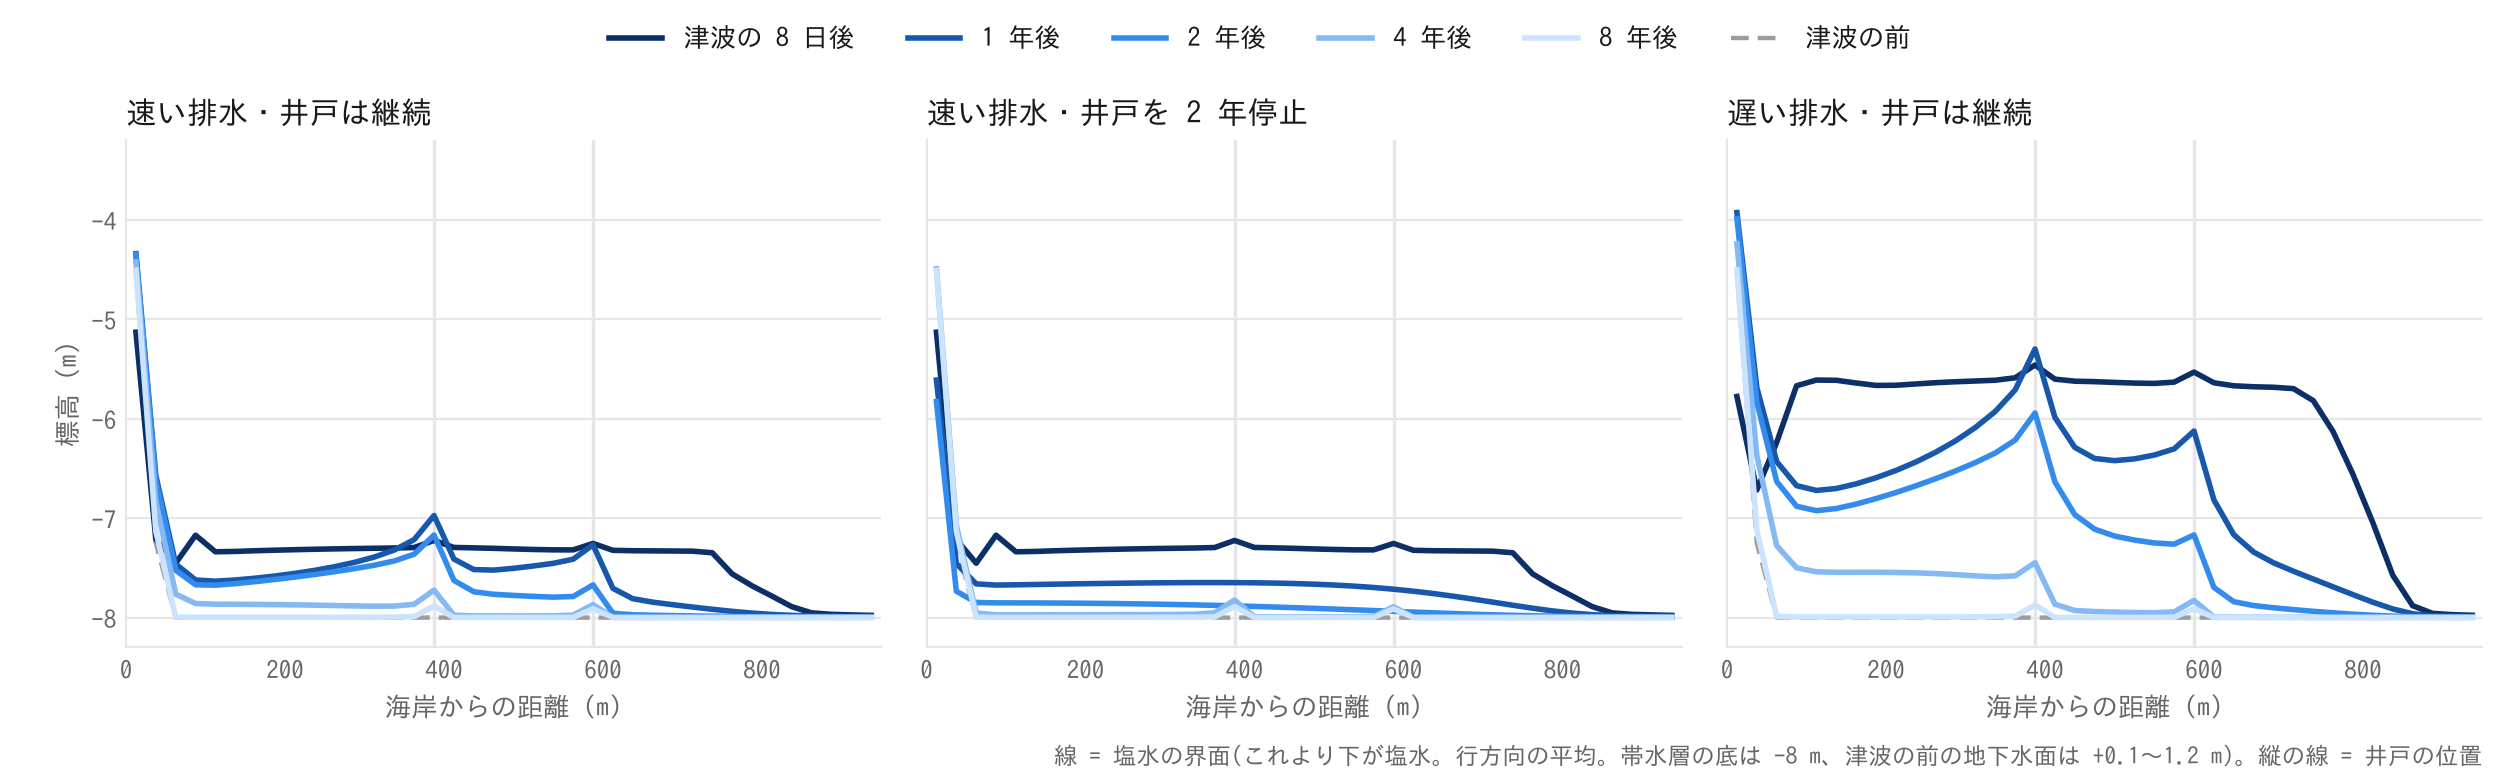 津波の 8 日後 1 年後 2 年後 4 年後 8 年後 津波の前
速い排水・井戸は継続 速い排水・井戸を 2 年停止 遅い排水・井戸は継続
標高 (m)
-4
-5
-6
-7
-8
0 200 400 600 800 0 200 400 600 800 0 200 400 600 800
海岸からの距離 (m) 海岸からの距離 (m) 海岸からの距離 (m)
線 = 塩水の界面(これより下が塩水。行方向の平均。帯水層の底は -8 m、津波の前の地下水面は +0.1〜1.2 m)。縦の線 = 井戸の位置